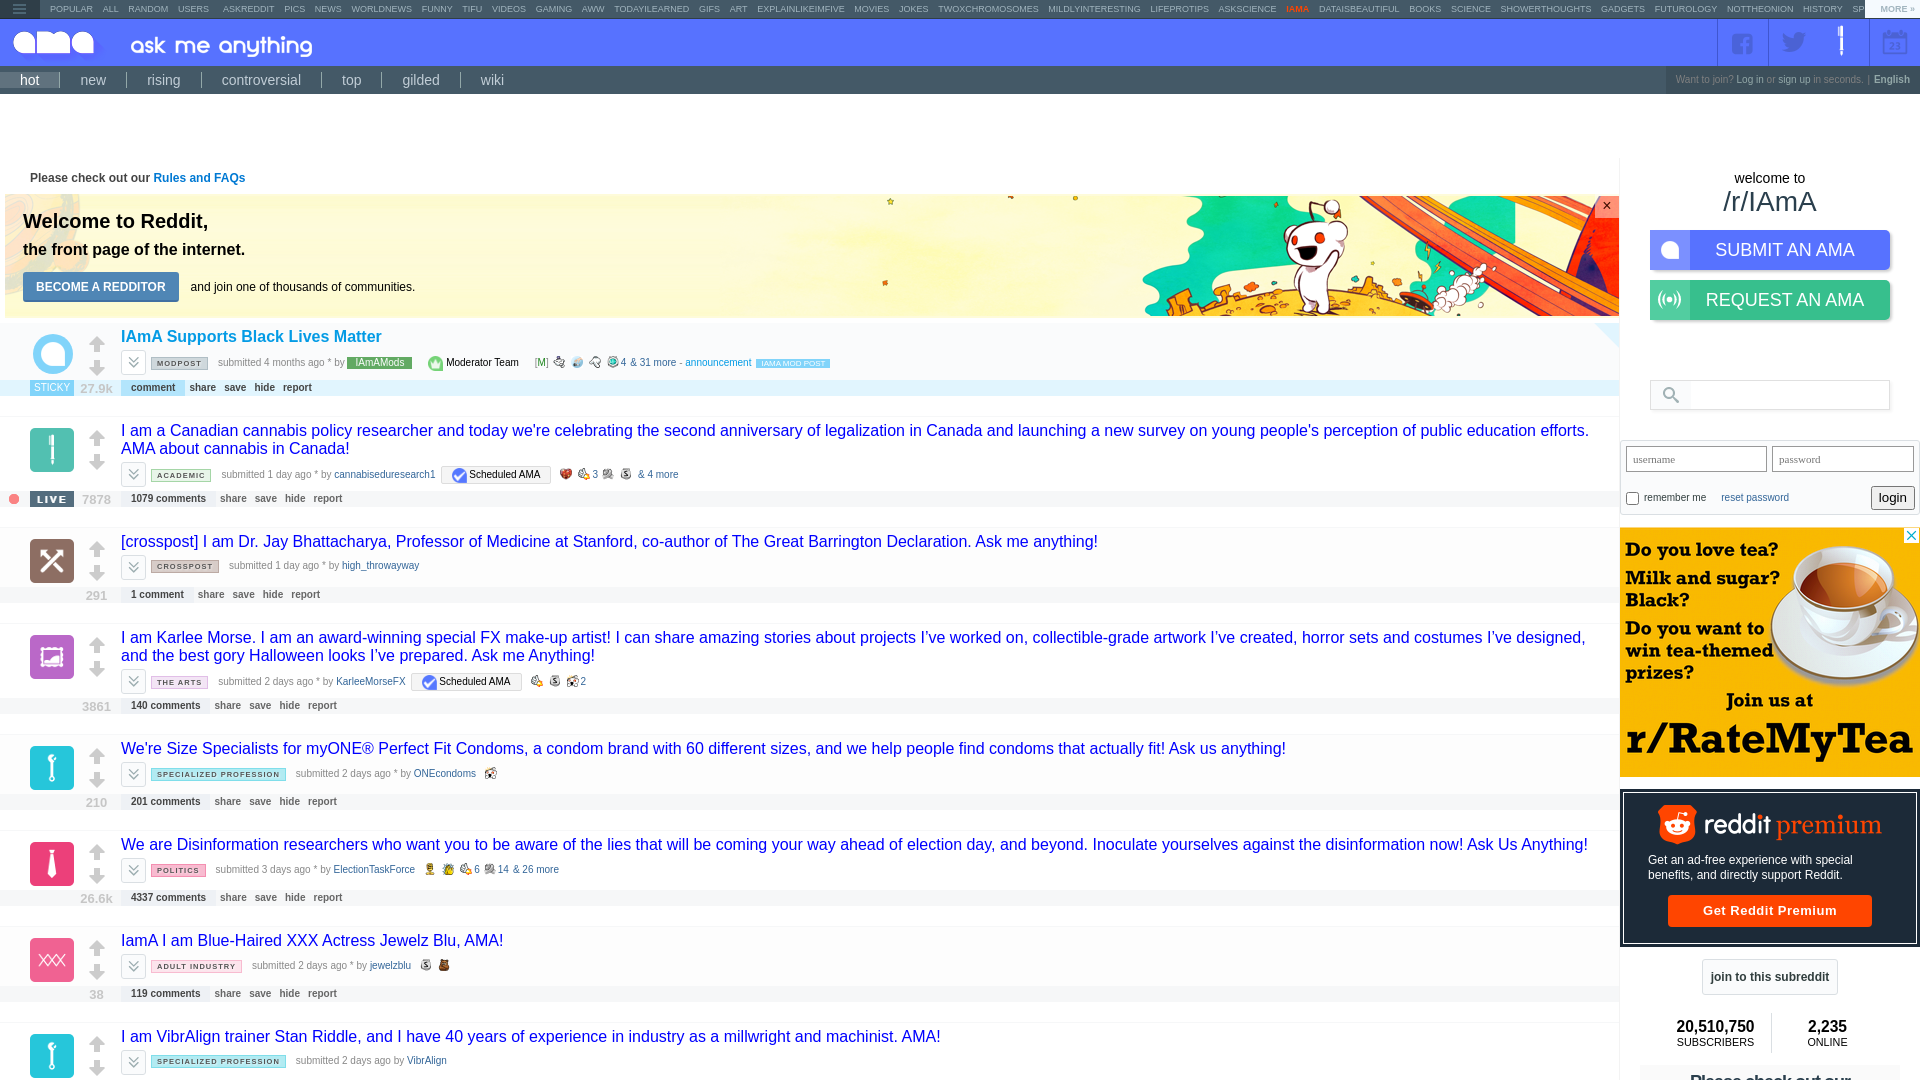 POPULAR ALL RANDOM USERS ASKREDDIT PICS NEWS WORLDNEWS FUNNY TIFU VIDEOS GAMING AWW TODAYILEARNED GIFS ART EXPLAINLIKEIMFIVE MOVIES JOKES TWOXCHROMOSOMES MILDLYINTERESTING LIFEPROTIPS ASKSCIENCE IAMA DATAISBEAUTIFUL BOOKS SCIENCE SHOWERTHOUGHTS GADGETS FUTUROLOGY NOTTHEONION HISTORY SP MORE »
ama ask me anything
23
hot new rising controversial top gilded wiki
Want to join? Log in or sign up in seconds. | English
Please check out our Rules and FAQs
Welcome to Reddit,
the front page of the internet.
BECOME A REDDITOR and join one of thousands of communities.
×
IAmA Supports Black Lives Matter
MODPOST submitted 4 months ago * by IAmAMods Moderator Team [M] 4 & 31 more - announcement IAMA MOD POST
STICKY 27.9k comment share save hide report
I am a Canadian cannabis policy researcher and today we're celebrating the second anniversary of legalization in Canada and launching a new survey on young people's perception of public education efforts.
AMA about cannabis in Canada!
ACADEMIC submitted 1 day ago * by cannabiseduresearch1 Scheduled AMA 3 & 4 more
LIVE 7878 1079 comments share save hide report
[crosspost] I am Dr. Jay Bhattacharya, Professor of Medicine at Stanford, co-author of The Great Barrington Declaration. Ask me anything!
CROSSPOST submitted 1 day ago * by high_throwayway
291 1 comment share save hide report
I am Karlee Morse. I am an award-winning special FX make-up artist! I can share amazing stories about projects I’ve worked on, collectible-grade artwork I’ve created, horror sets and costumes I’ve designed,
and the best gory Halloween looks I’ve prepared. Ask me Anything!
THE ARTS submitted 2 days ago * by KarleeMorseFX Scheduled AMA 2
3861 140 comments share save hide report
We're Size Specialists for myONE® Perfect Fit Condoms, a condom brand with 60 different sizes, and we help people find condoms that actually fit! Ask us anything!
SPECIALIZED PROFESSION submitted 2 days ago * by ONEcondoms
210 201 comments share save hide report
We are Disinformation researchers who want you to be aware of the lies that will be coming your way ahead of election day, and beyond. Inoculate yourselves against the disinformation now! Ask Us Anything!
POLITICS submitted 3 days ago * by ElectionTaskForce 6 14 & 26 more
26.6k 4337 comments share save hide report
IamA I am Blue-Haired XXX Actress Jewelz Blu, AMA!
XXX
ADULT INDUSTRY submitted 2 days ago * by jewelzblu
38 119 comments share save hide report
I am VibrAlign trainer Stan Riddle, and I have 40 years of experience in industry as a millwright and machinist. AMA!
SPECIALIZED PROFESSION submitted 2 days ago by VibrAlign
welcome to
/r/IAmA
SUBMIT AN AMA
REQUEST AN AMA
username password
remember me reset password login
Do you love tea?
Milk and sugar?
Black?
Do you want to
win tea-themed
prizes?
Join us at
r/RateMyTea
reddit premium
Get an ad-free experience with special
benefits, and directly support Reddit.
Get Reddit Premium
join to this subreddit
20,510,750 2,235
SUBSCRIBERS ONLINE
Please check out our